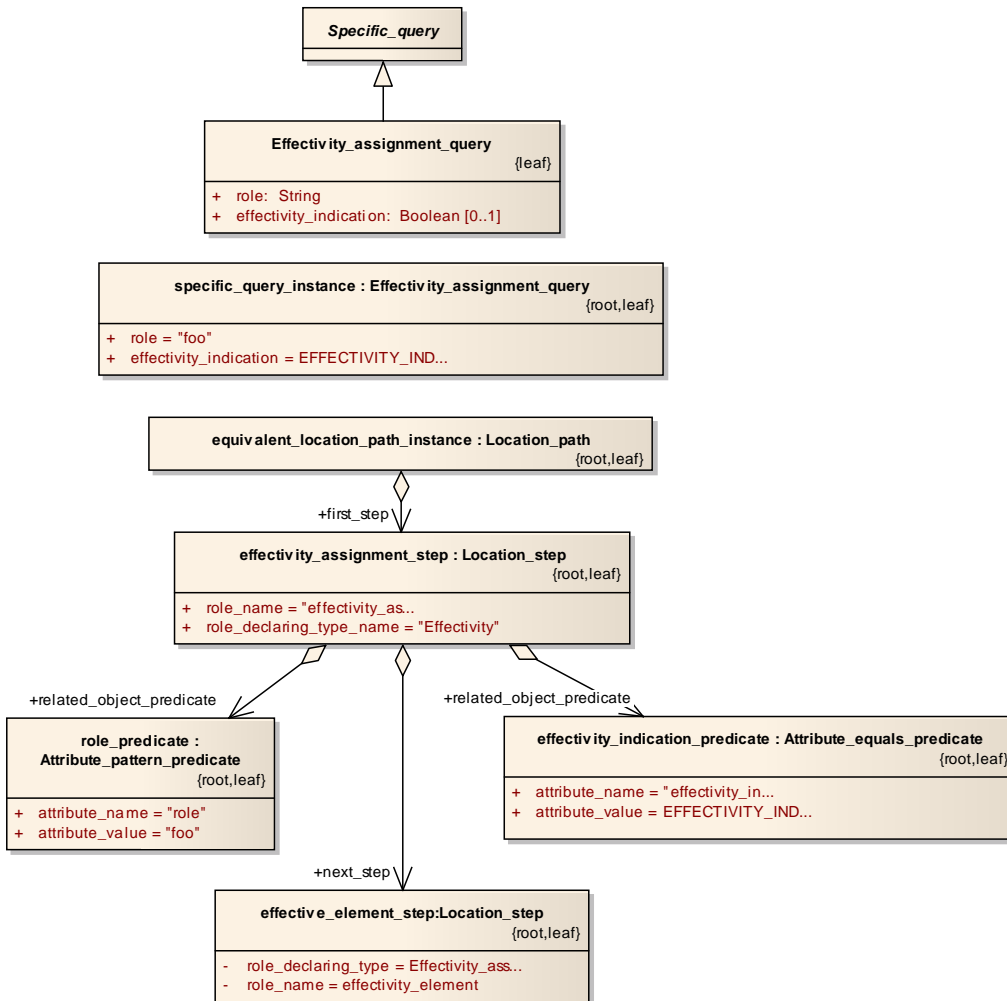 Specific_query
Effectivity_assignment_query
{leaf}
+ role: String
+ effectivity_indication: Boolean [0..1]
specific_query_instance : Effectivity_assignment_query
{root,leaf}
+ role = "foo"
+ effectivity_indication = EFFECTIVITY_IND...
equivalent_location_path_instance : Location_path
{root,leaf}
+first_step
effectivity_assignment_step : Location_step
{root,leaf}
+ role_name = "effectivity_as...
+ role_declaring_type_name = "Effectivity"
+related_object_predicate
+related_object_predicate
role_predicate :
Attribute_pattern_predicate
{root,leaf}
+ attribute_name = "role"
+ attribute_value = "foo"
effectivity_indication_predicate : Attribute_equals_predicate
{root,leaf}
+ attribute_name = "effectivity_in...
+ attribute_value = EFFECTIVITY_IND...
+next_step
effective_element_step:Location_step
{root,leaf}
- role_declaring_type = Effectivity_ass...
- role_name = effectivity_element